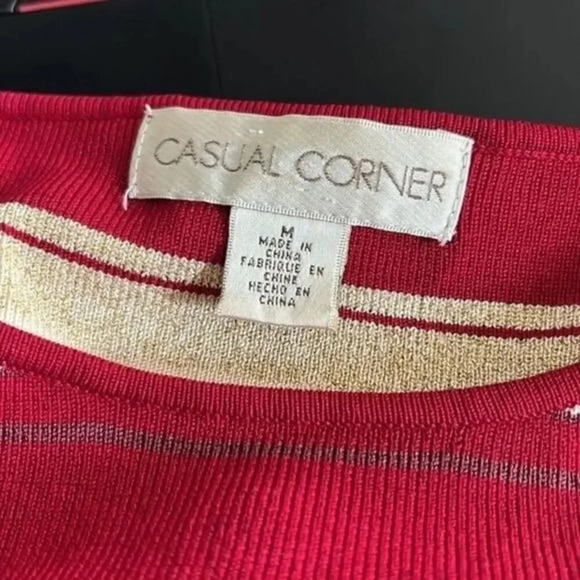 CASUAL CORNER
M
MADE IN
CHINA
FABRIQUE EN
CHINE
HECHO EN
CHINA